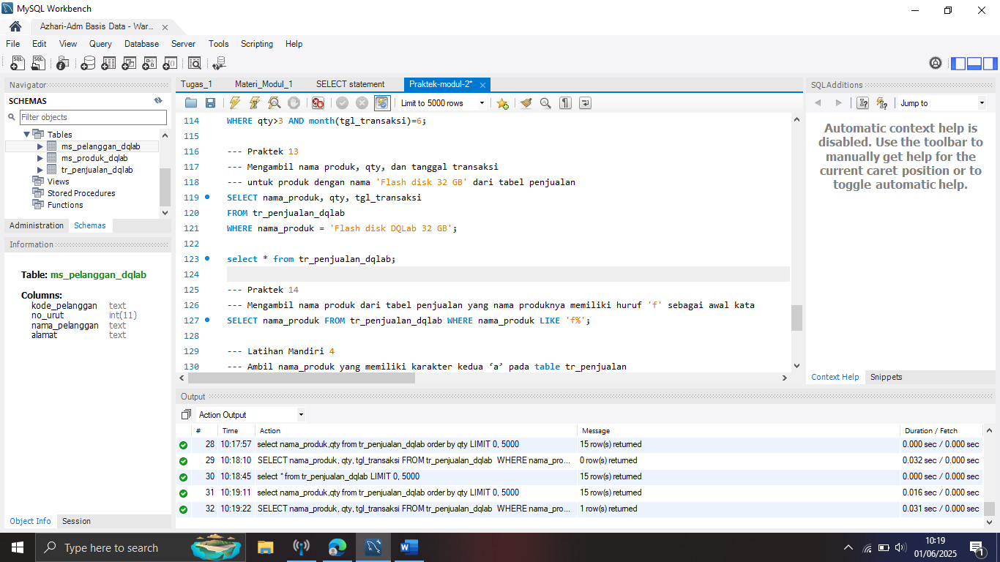 MySQL Workbench
Azhari-Adm Basis Data - War...
File Edit View Query Database Server Tools Scripting Help
Navigator
SCHEMAS
Filter objects
Tables
ms_pelanggan_dqlab
ms_produk_dqlab
tr_penjualan_dqlab
Views
Stored Procedures
Functions
Administration Schemas
Information
Table: ms_pelanggan_dqlab
Columns:
kode_pelanggan text
no_urut int(11)
nama_pelanggan text
alamat text
Object Info Session
Tugas_1 Materi_Modul_1 SELECT statement Praktek-modul-2*
Limit to 5000 rows
114 WHERE qty>3 AND month(tgl_transaksi)=6;
115
116 --- Praktek 13
117 --- Mengambil nama produk, qty, dan tanggal transaksi
118 --- untuk produk dengan nama 'Flash disk 32 GB' dari tabel penjualan
119 SELECT nama_produk, qty, tgl_transaksi
120 FROM tr_penjualan_dqlab
121 WHERE nama_produk = 'Flash disk DQLab 32 GB';
122
123 select * from tr_penjualan_dqlab;
124
125 --- Praktek 14
126 --- Mengambil nama produk dari tabel penjualan yang nama produknya memiliki huruf 'f' sebagai awal kata
127 SELECT nama_produk FROM tr_penjualan_dqlab WHERE nama_produk LIKE 'f%';
128
129 --- Latihan Mandiri 4
130 --- Ambil nama_produk yang memiliki karakter kedua ‘a’ pada table tr_penjualan
SQLAdditions
Jump to
Automatic context help is
disabled. Use the toolbar to
manually get help for the
current caret position or to
toggle automatic help.
Context Help Snippets
Output
Action Output
# Time Action Message Duration / Fetch
28 10:17:57 select nama_produk,qty from tr_penjualan_dqlab order by qty LIMIT 0, 5000 15 row(s) returned 0.000 sec / 0.000 sec
29 10:18:10 SELECT nama_produk, qty, tgl_transaksi FROM tr_penjualan_dqlab WHERE nama_pro... 0 row(s) returned 0.032 sec / 0.000 sec
30 10:18:45 select * from tr_penjualan_dqlab LIMIT 0, 5000 15 row(s) returned 0.000 sec / 0.000 sec
31 10:19:11 select nama_produk,qty from tr_penjualan_dqlab order by qty LIMIT 0, 5000 15 row(s) returned 0.016 sec / 0.000 sec
32 10:19:22 SELECT nama_produk, qty, tgl_transaksi FROM tr_penjualan_dqlab WHERE nama_pro... 1 row(s) returned 0.031 sec / 0.000 sec
Type here to search
10:19
01/06/2025
1